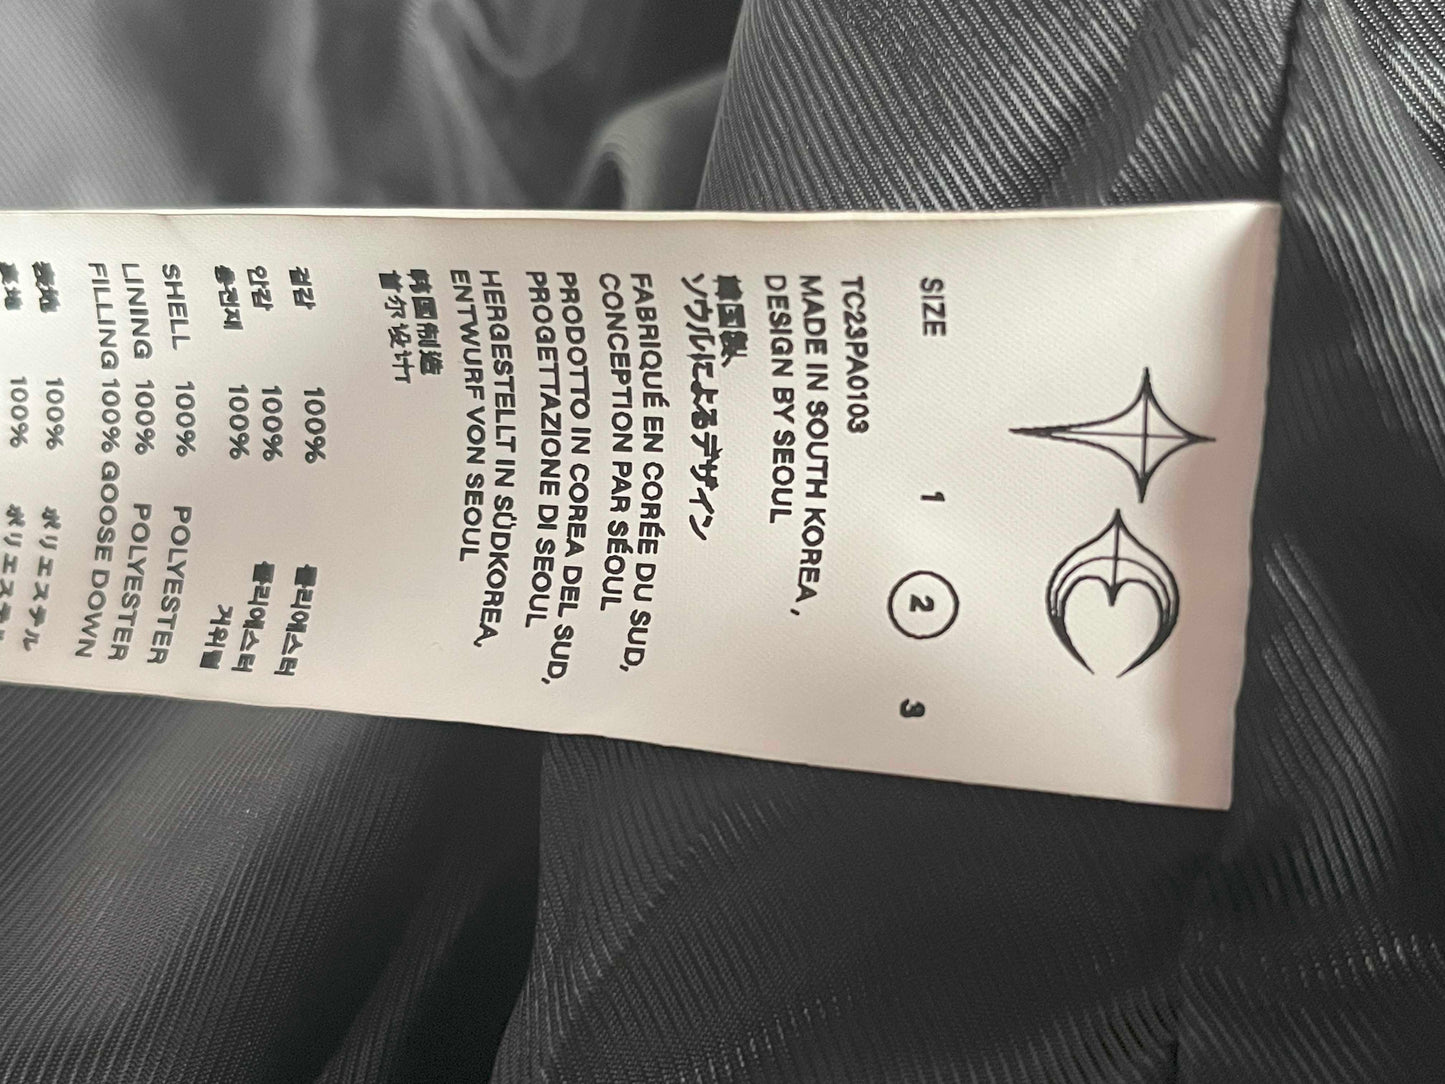 SIZE 1 2 3
TC23PA0103
MADE IN SOUTH KOREA ,
DESIGN BY SEOUL
韓国製
ソウルによるデザイン
FABRIQUÉ EN CORÉE DU SUD,
CONCEPTION PAR SÉOUL
PRODOTTO IN COREA DEL SUD,
PROGETTAZIONE DI SEOUL
HERGESTELLT IN SÜDKOREA,
ENTWURF VON SEOUL
韩国制造
首尔设计
겉감 100% 폴리에스터
안감 100% 폴리에스터
충전재 100% 거위털
SHELL 100% POLYESTER
LINING 100% POLYESTER
FILLING 100% GOOSE DOWN
表地 100% ポリエステル
裏地 100% ポリエステル